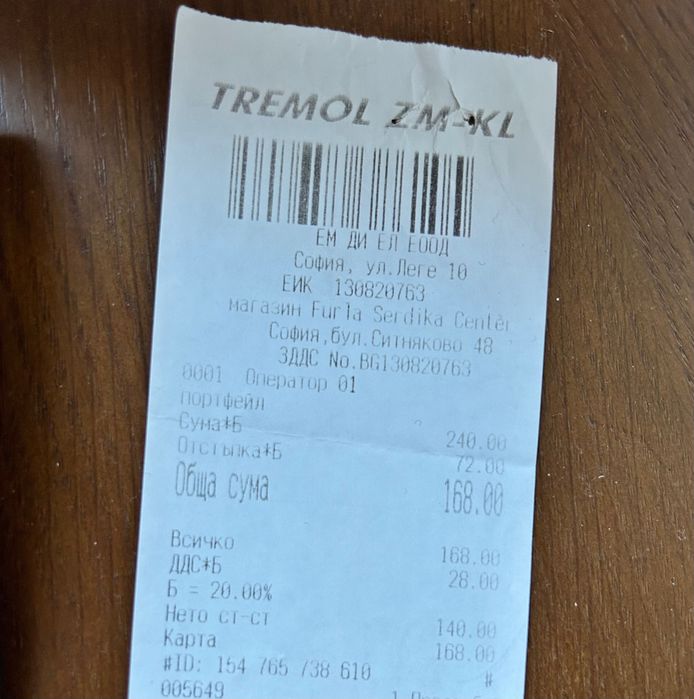 TREMOL ZM-KL
ЕМ ДИ ЕЛ ЕООД
София, ул.Леге 10
ЕИК 130820763
магазин Furla Serdika Center
София,бул.Ситняково 48
ЗДДС No.BG130820763
0001 Оператор 01
портфейл
Сума*Б 240.00
Отстъпка*Б 72.00
Обща сума 168.00
Всичко 168.00
ДДС*Б 28.00
Б = 20.00%
Нето ст-ст 140.00
Карта 168.00
#ID: 154 765 738 610 #
005649